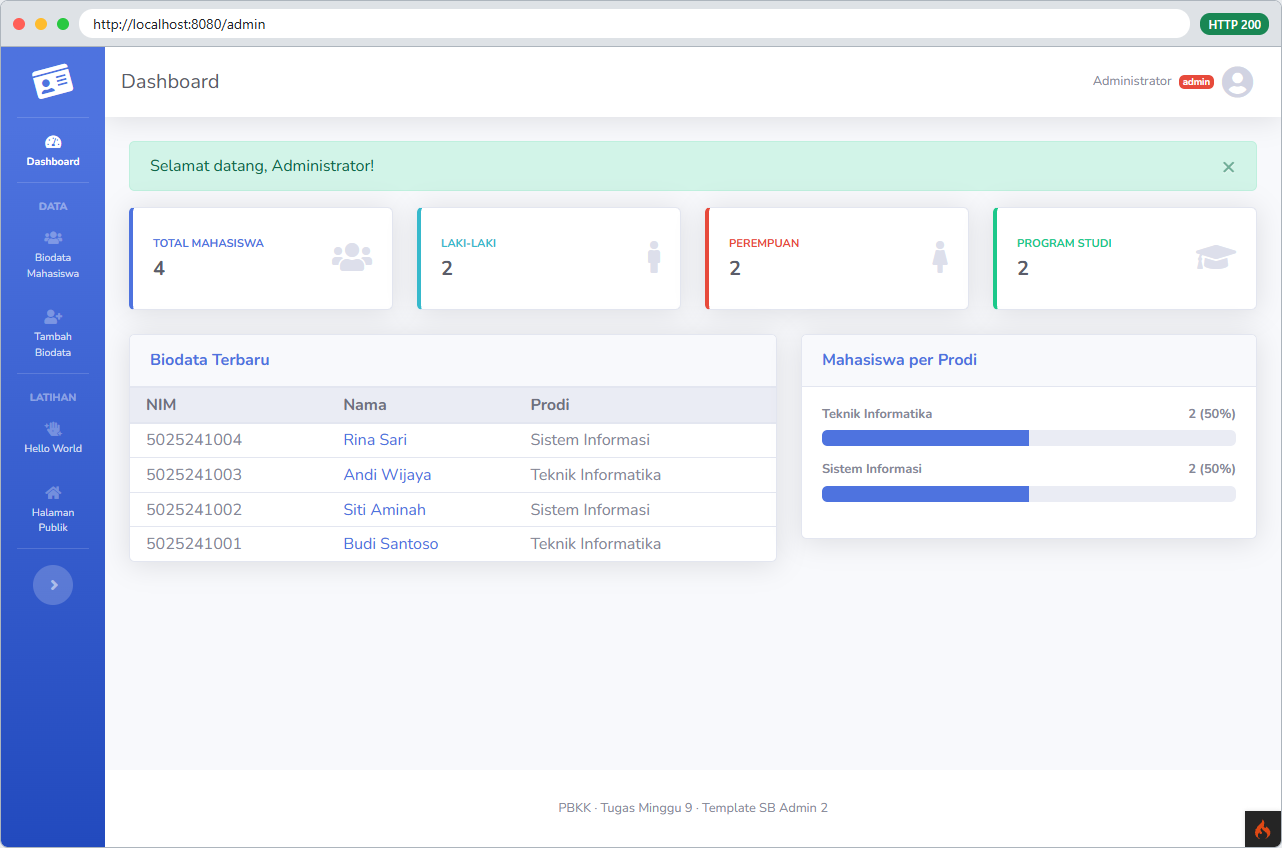 http://localhost:8080/admin
HTTP 200
Dashboard
Administrator admin
Dashboard
DATA
Biodata
Mahasiswa
Tambah
Biodata
LATIHAN
Hello World
Halaman
Publik
Selamat datang, Administrator!
TOTAL MAHASISWA
4
LAKI-LAKI
2
PEREMPUAN
2
PROGRAM STUDI
2
Biodata Terbaru
NIM Nama Prodi
5025241004 Rina Sari Sistem Informasi
5025241003 Andi Wijaya Teknik Informatika
5025241002 Siti Aminah Sistem Informasi
5025241001 Budi Santoso Teknik Informatika
Mahasiswa per Prodi
Teknik Informatika 2 (50%)
Sistem Informasi 2 (50%)
PBKK · Tugas Minggu 9 · Template SB Admin 2